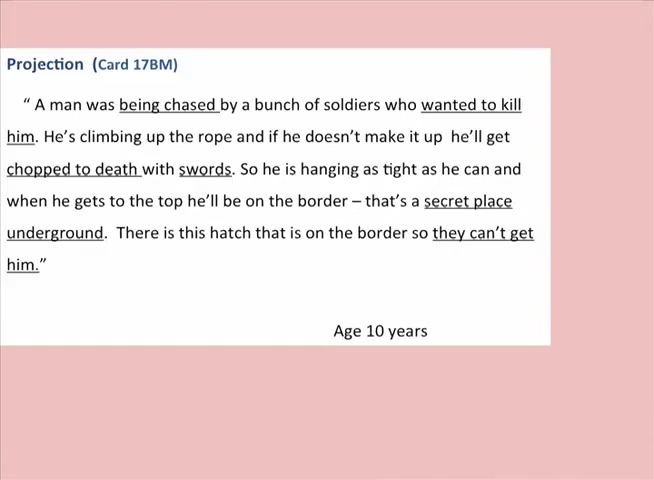 Projection (Card 17BM)
“ A man was being chased by a bunch of soldiers who wanted to kill
him. He’s climbing up the rope and if he doesn’t make it up he’ll get
chopped to death with swords. So he is hanging as tight as he can and
when he gets to the top he’ll be on the border – that’s a secret place
underground. There is this hatch that is on the border so they can’t get
him.”
Age 10 years